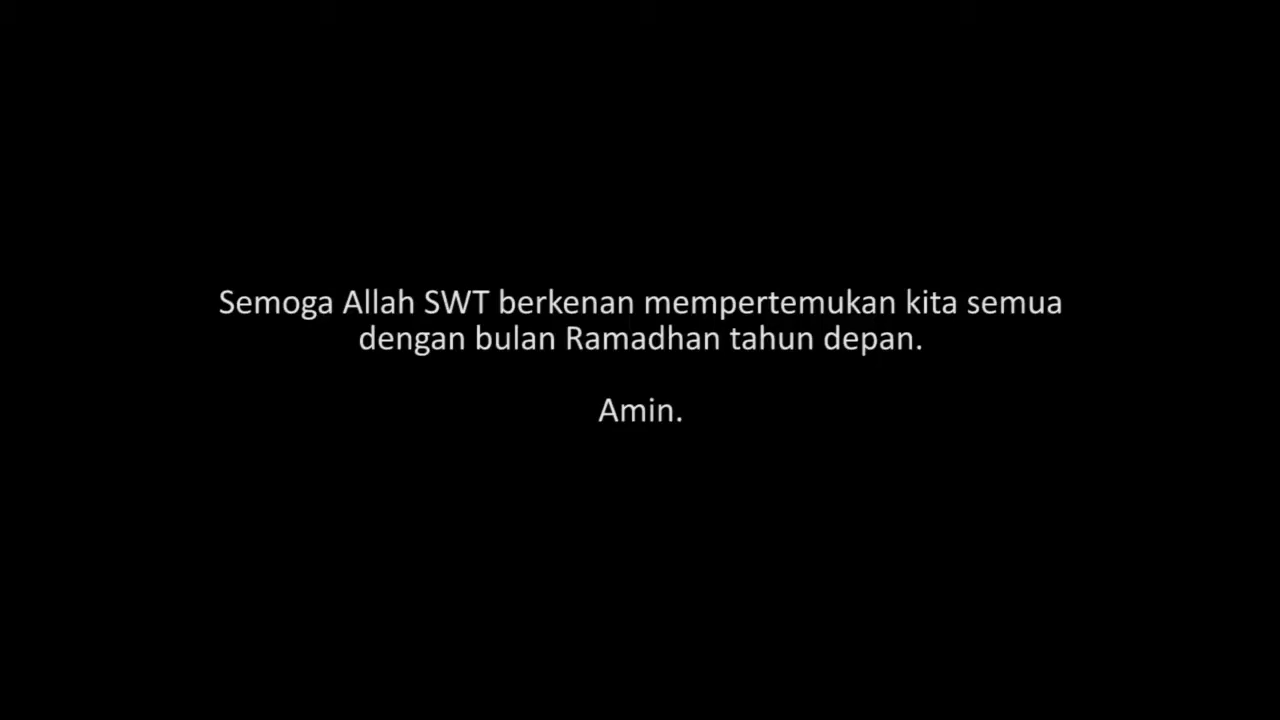 Semoga Allah SWT berkenan mempertemukan kita semua
dengan bulan Ramadhan tahun depan.
Amin.